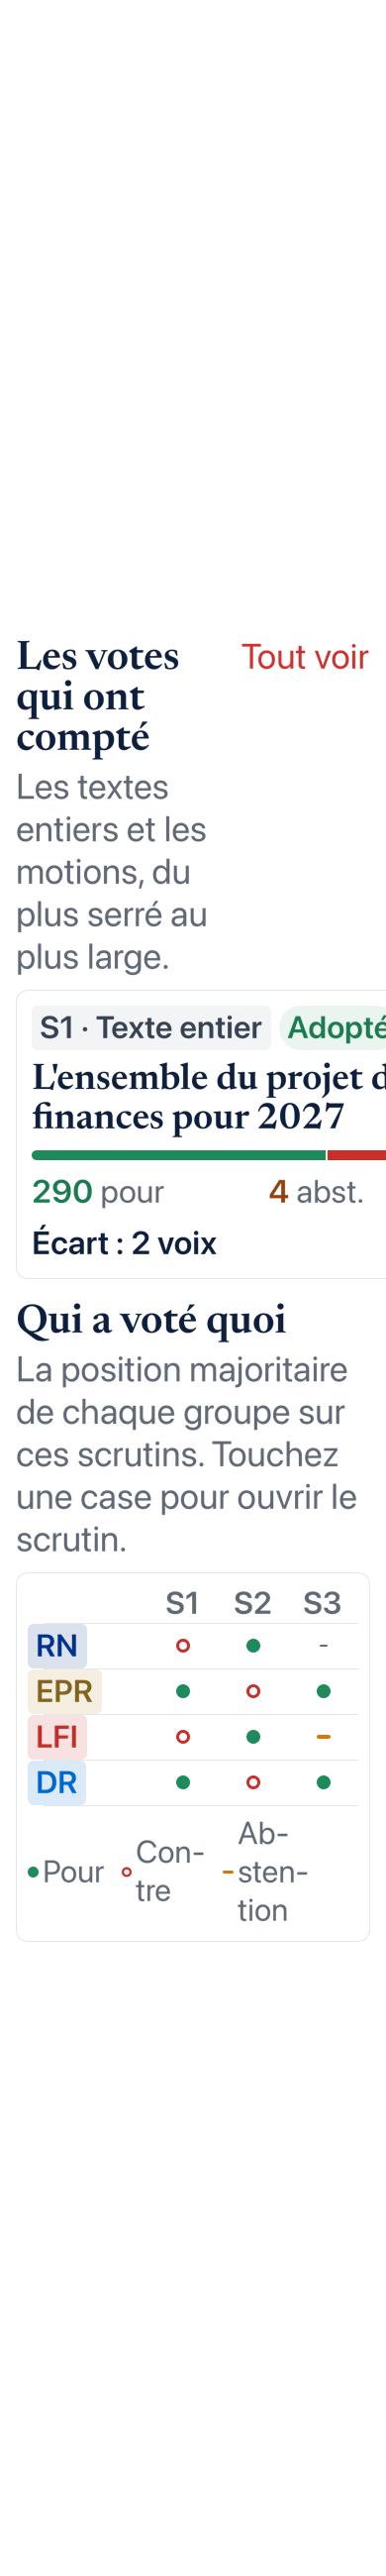 Les votes
qui ont
compté
Tout voir
Les textes
entiers et les
motions, du
plus serré au
plus large.
S1 · Texte entier Adopté
L'ensemble du projet d
finances pour 2027
290 pour 4 abst.
Écart : 2 voix
Qui a voté quoi
La position majoritaire
de chaque groupe sur
ces scrutins. Touchez
une case pour ouvrir le
scrutin.
S1 S2 S3
RN -
EPR
LFI
DR
Pour
Con-
tre
Ab-
sten-
tion